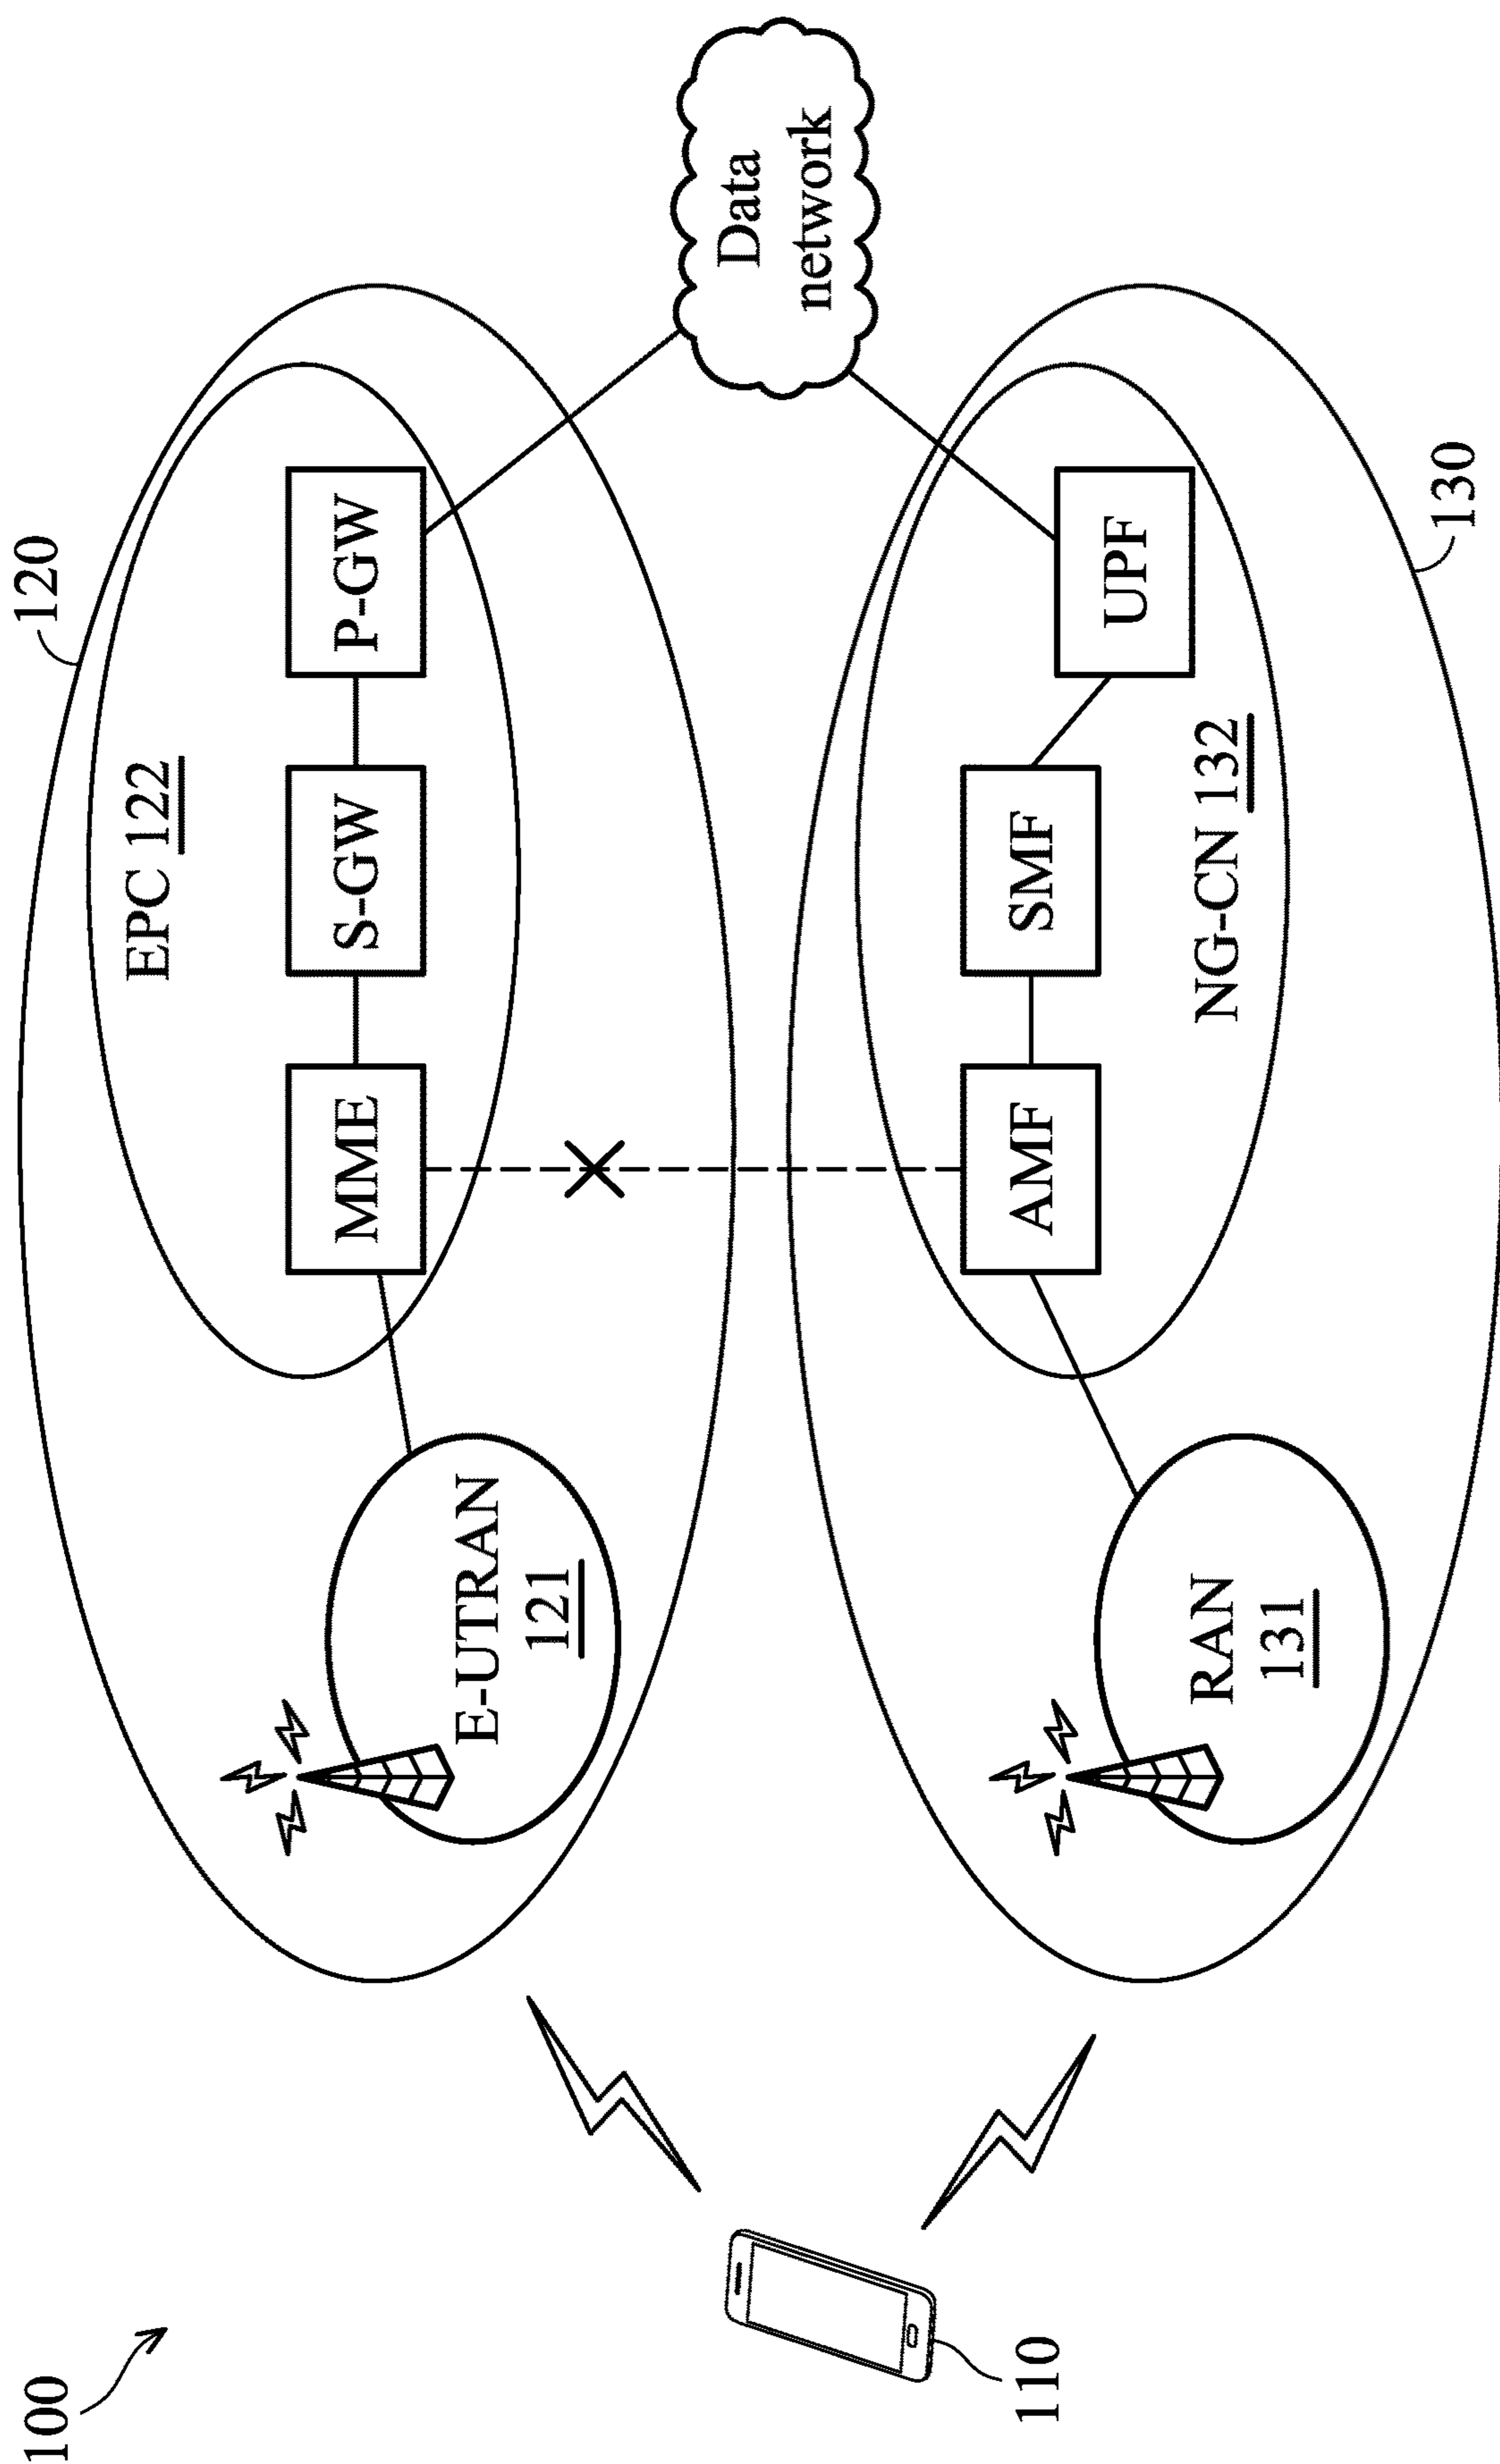 100
120
EPC 122
MME
S-GW
P-GW
E-UTRAN
121
Data
network
110
AMF
SMF
UPF
NG-CN 132
RAN
131
130